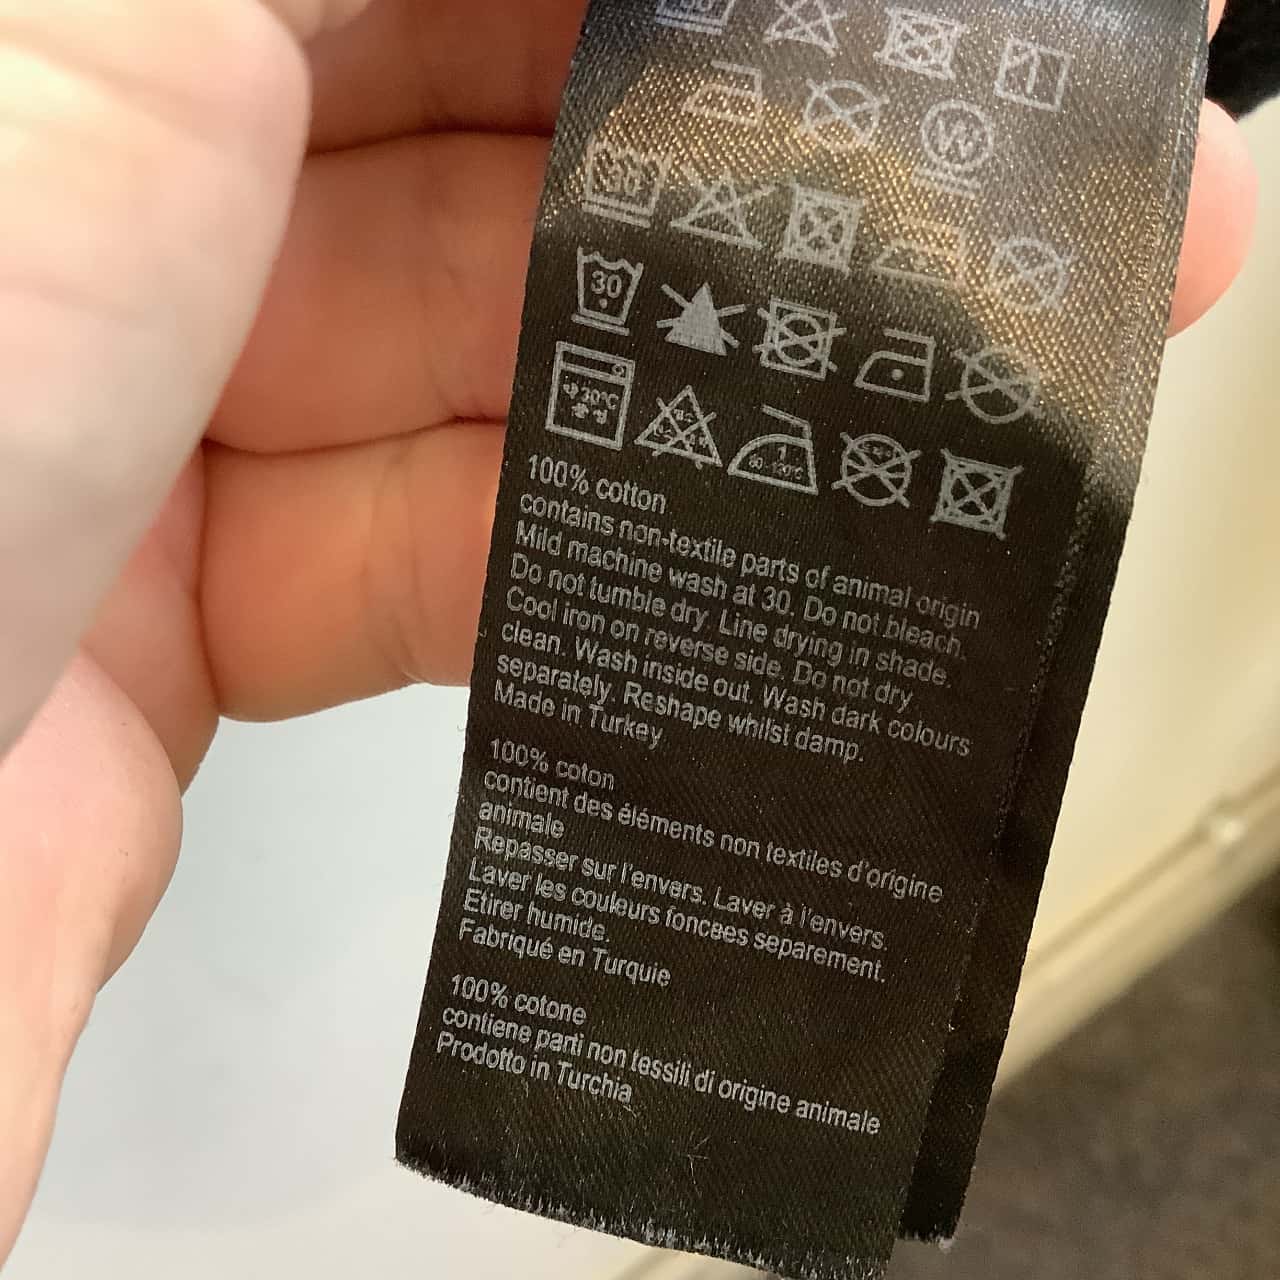 30
W
30
30
30°C
100% cotton
contains non-textile parts of animal origin
Mild machine wash at 30. Do not bleach.
Do not tumble dry. Line drying in shade.
Cool iron on reverse side. Do not dry
clean. Wash inside out. Wash dark colours
separately. Reshape whilst damp.
Made in Turkey
100% coton
contient des éléments non textiles d'origine
animale
Repasser sur l'envers. Laver à l'envers.
Laver les couleurs foncees separement.
Etirer humide.
Fabriqué en Turquie
100% cotone
contiene parti non tessili di origine animale
Prodotto in Turchia